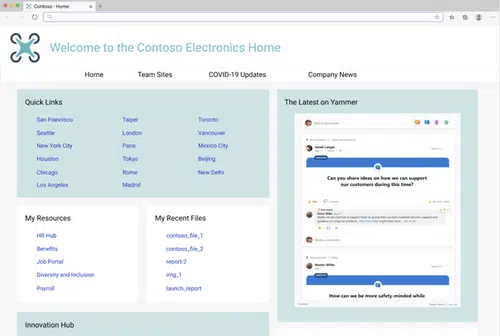 Contoso - Home
Welcome to the Contoso Electronics Home
Home
Team Sites
COVID-19 Updates
Company News
Quick Links
San Francisco
Seattle
New York City
Houston
Chicago
Los Angeles
Taipei
London
Paris
Tokyo
Rome
Madrid
Toronto
Vancouver
Mexico City
Beijing
New Delhi
The Latest on Yammer
Can you share ideas on how we can support
our customers during this time?
How can we be more safety-minded while
My Resources
HR Hub
Benefits
Job Portal
Diversity and Inclusion
Payroll
My Recent Files
contoso_file_1
contoso_file_2
report-2
img_1
launch_report
Innovation Hub